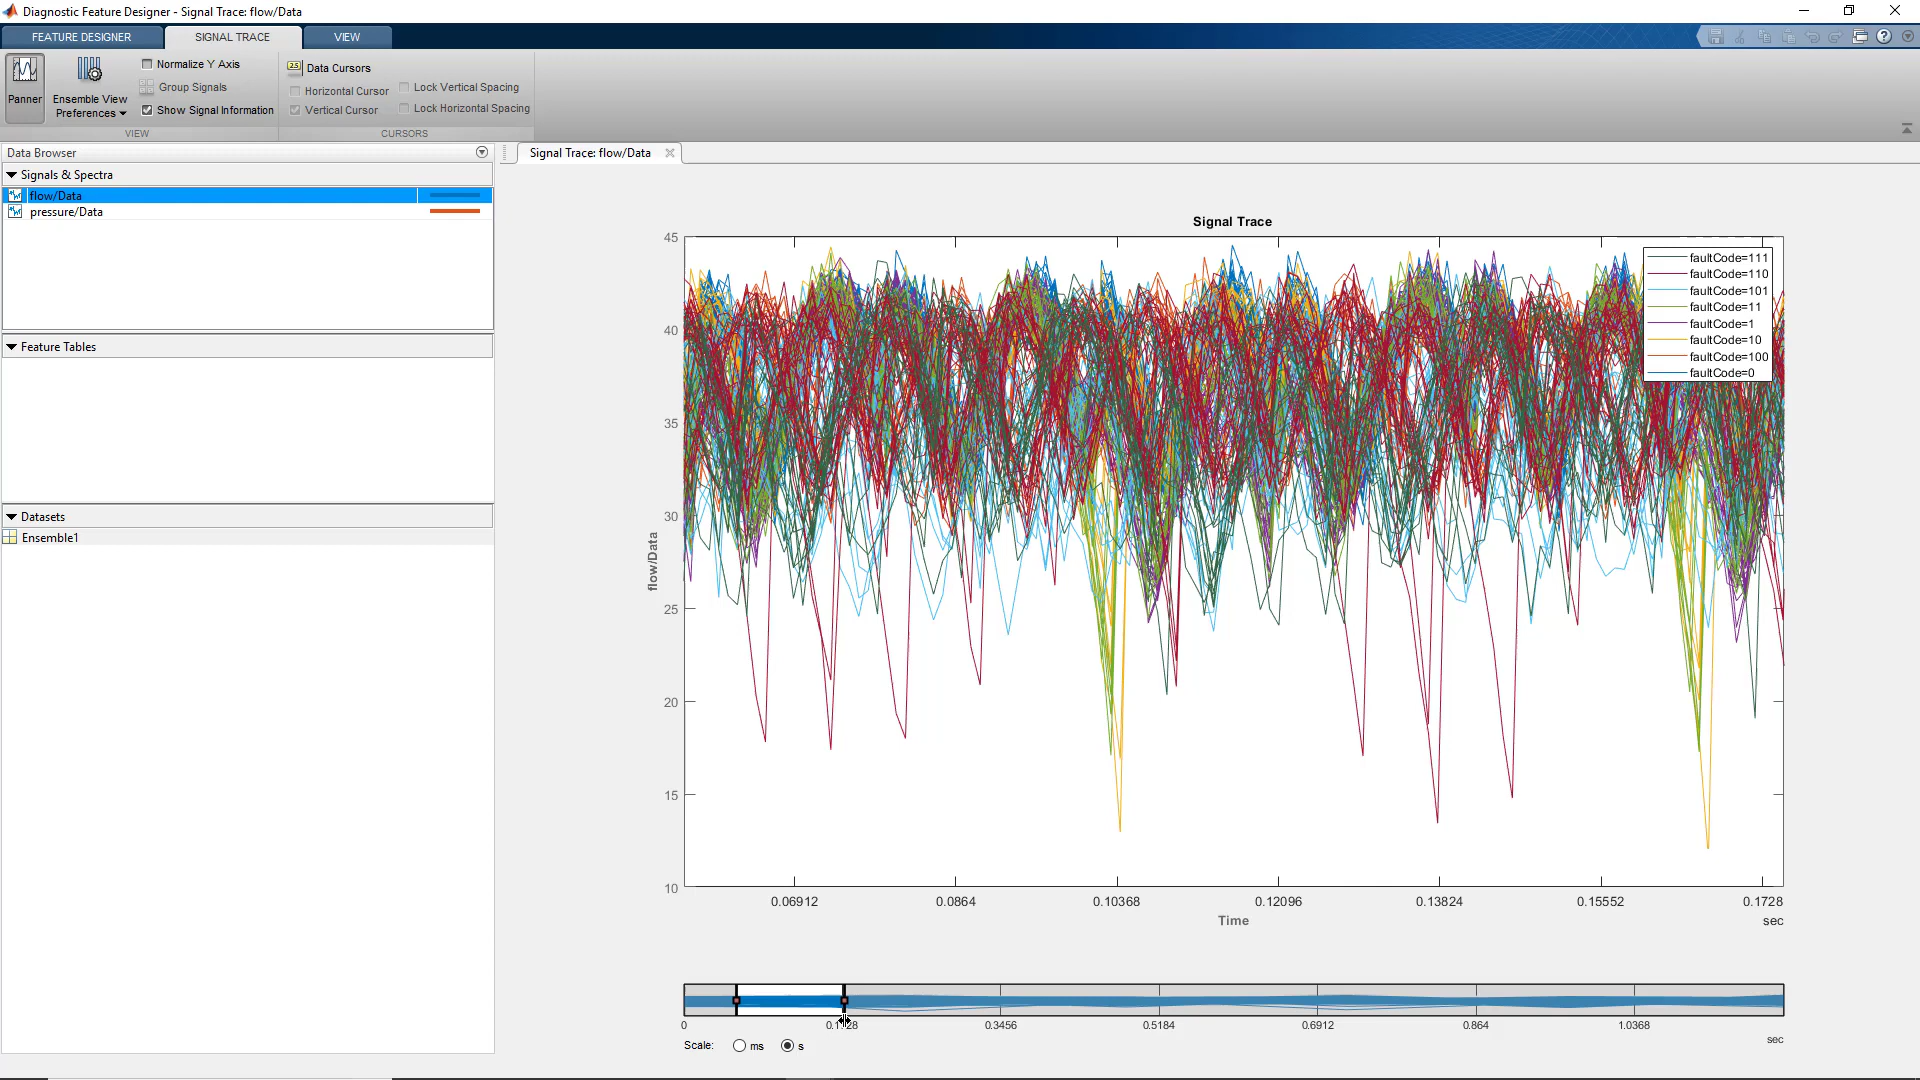 Diagnostic Feature Designer - Signal Trace: flow/Data
FEATURE DESIGNER SIGNAL TRACE VIEW
Panner
Ensemble View
Preferences
Normalize Y Axis
Group Signals
Show Signal Information
VIEW
25
Data Cursors
Horizontal Cursor
Vertical Cursor
Lock Vertical Spacing
Lock Horizontal Spacing
CURSORS
Data Browser
Signals & Spectra
flow/Data
pressure/Data
Feature Tables
Datasets
Ensemble1
Signal Trace: flow/Data
Signal Trace
faultCode=111
faultCode=110
faultCode=101
faultCode=11
faultCode=1
faultCode=10
faultCode=100
faultCode=0
flow/Data
45
40
35
30
25
20
15
10
0.06912 0.0864 0.10368 0.12096 0.13824 0.15552 0.1728
Time
sec
0 0.3456 0.5184 0.6912 0.864 1.0368
sec
Scale: ms s